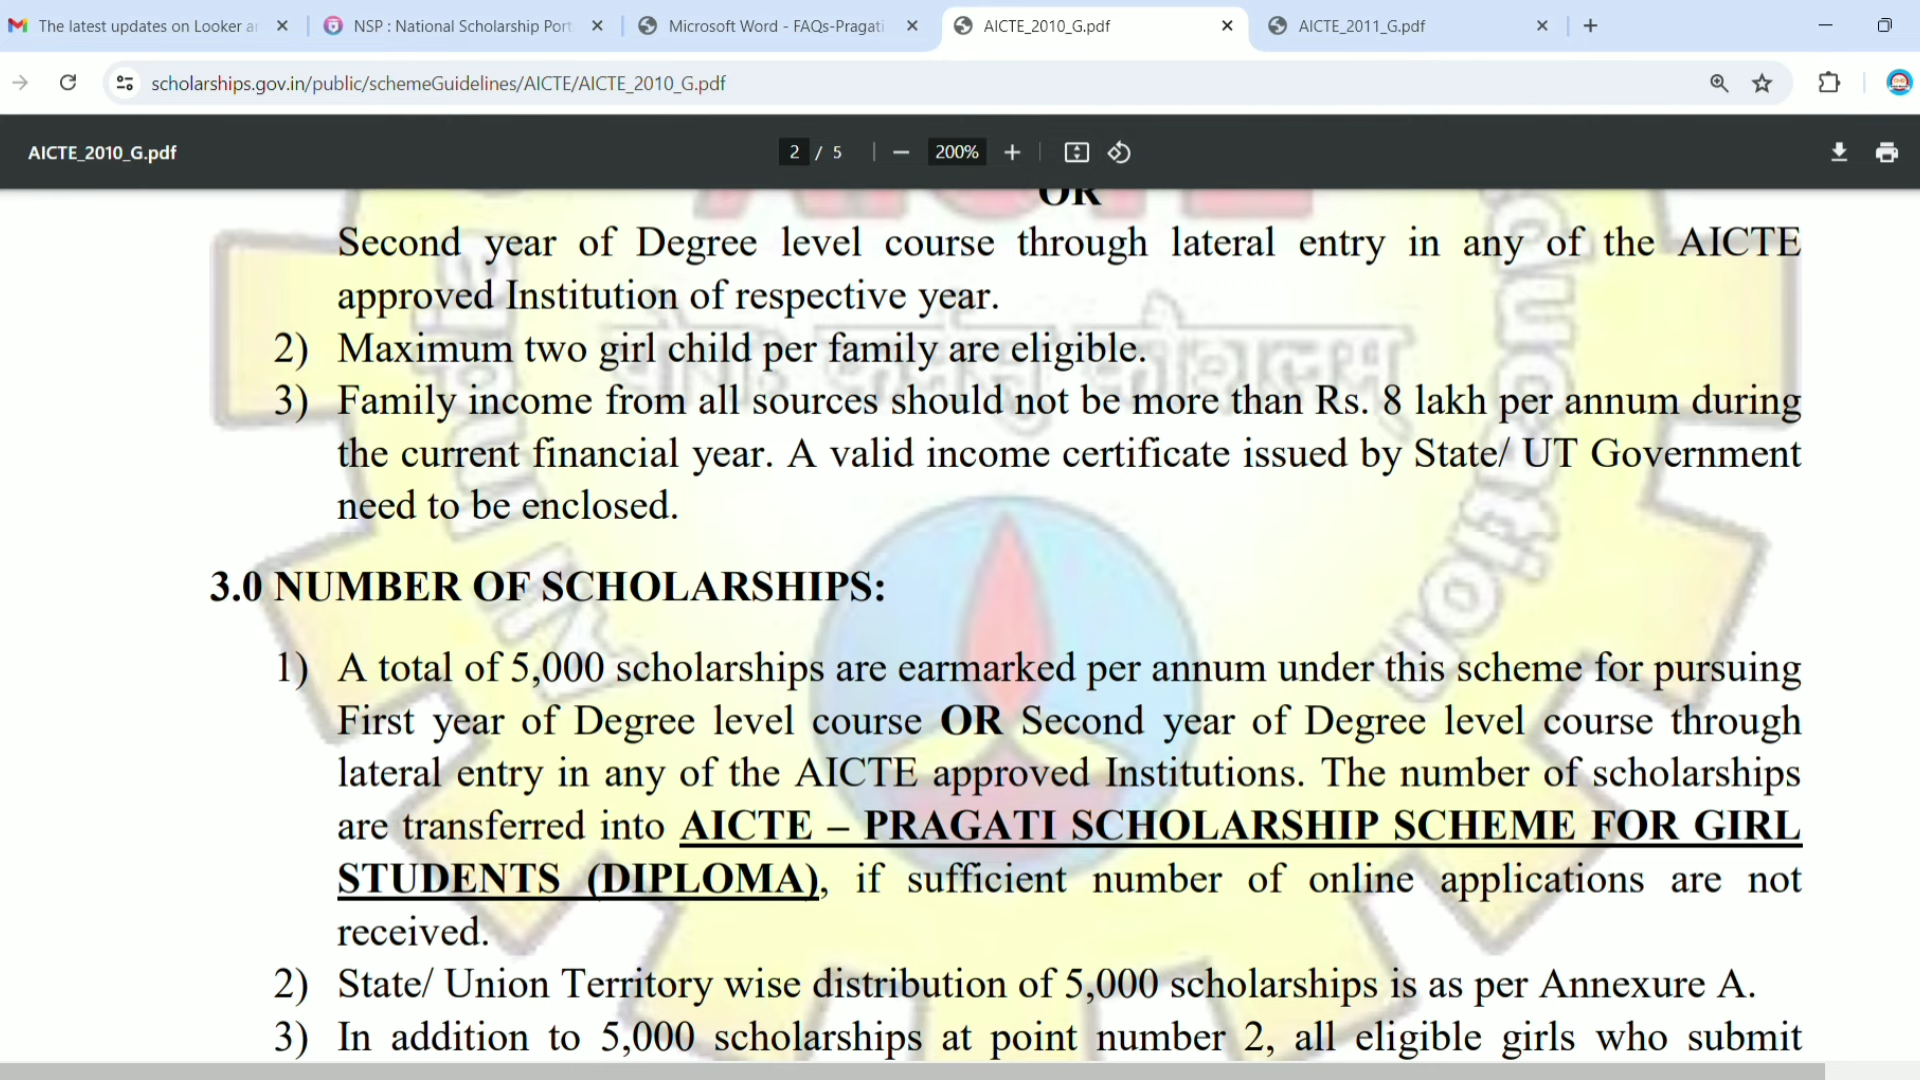 The latest updates on Looker a
NSP : National Scholarship Port
Microsoft Word - FAQs-Pragati
AICTE_2010_G.pdf
AICTE_2011_G.pdf
scholarships.gov.in/public/schemeGuidelines/AICTE/AICTE_2010_G.pdf
AICTE_2010_G.pdf
2 / 5
200%
OR
Second year of Degree level course through lateral entry in any of the AICTE
approved Institution of respective year.
2) Maximum two girl child per family are eligible.
3) Family income from all sources should not be more than Rs. 8 lakh per annum during
the current financial year. A valid income certificate issued by State/ UT Government
need to be enclosed.
3.0 NUMBER OF SCHOLARSHIPS:
1) A total of 5,000 scholarships are earmarked per annum under this scheme for pursuing
First year of Degree level course OR Second year of Degree level course through
lateral entry in any of the AICTE approved Institutions. The number of scholarships
are transferred into AICTE – PRAGATI SCHOLARSHIP SCHEME FOR GIRL
STUDENTS (DIPLOMA), if sufficient number of online applications are not
received.
2) State/ Union Territory wise distribution of 5,000 scholarships is as per Annexure A.
3) In addition to 5,000 scholarships at point number 2, all eligible girls who submit